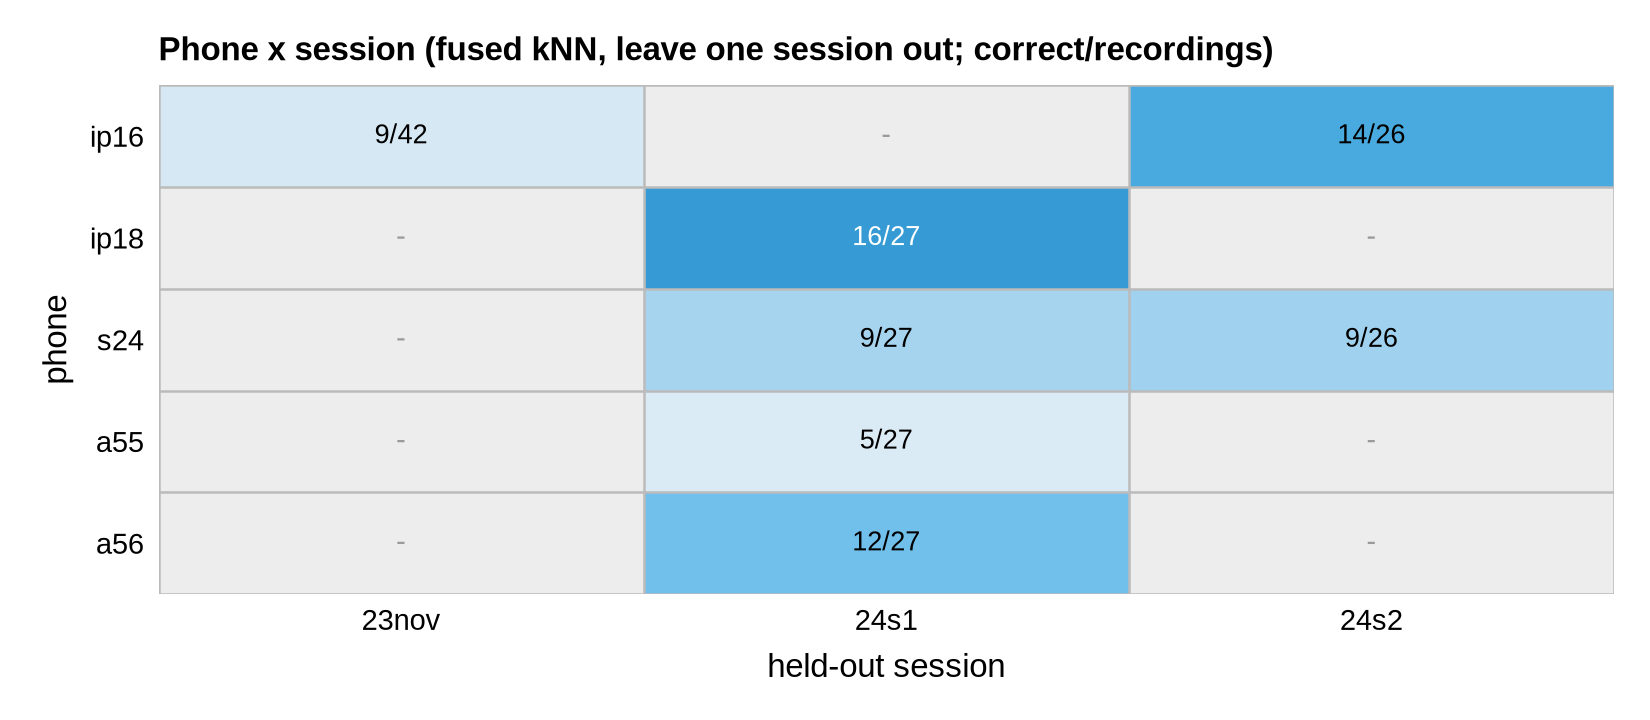 Phone x session (fused kNN, leave one session out; correct/recordings)
ip16 9/42 - 14/26
ip18 - 16/27 -
s24 - 9/27 9/26
a55 - 5/27 -
a56 - 12/27 -
phone
23nov 24s1 24s2
held-out session